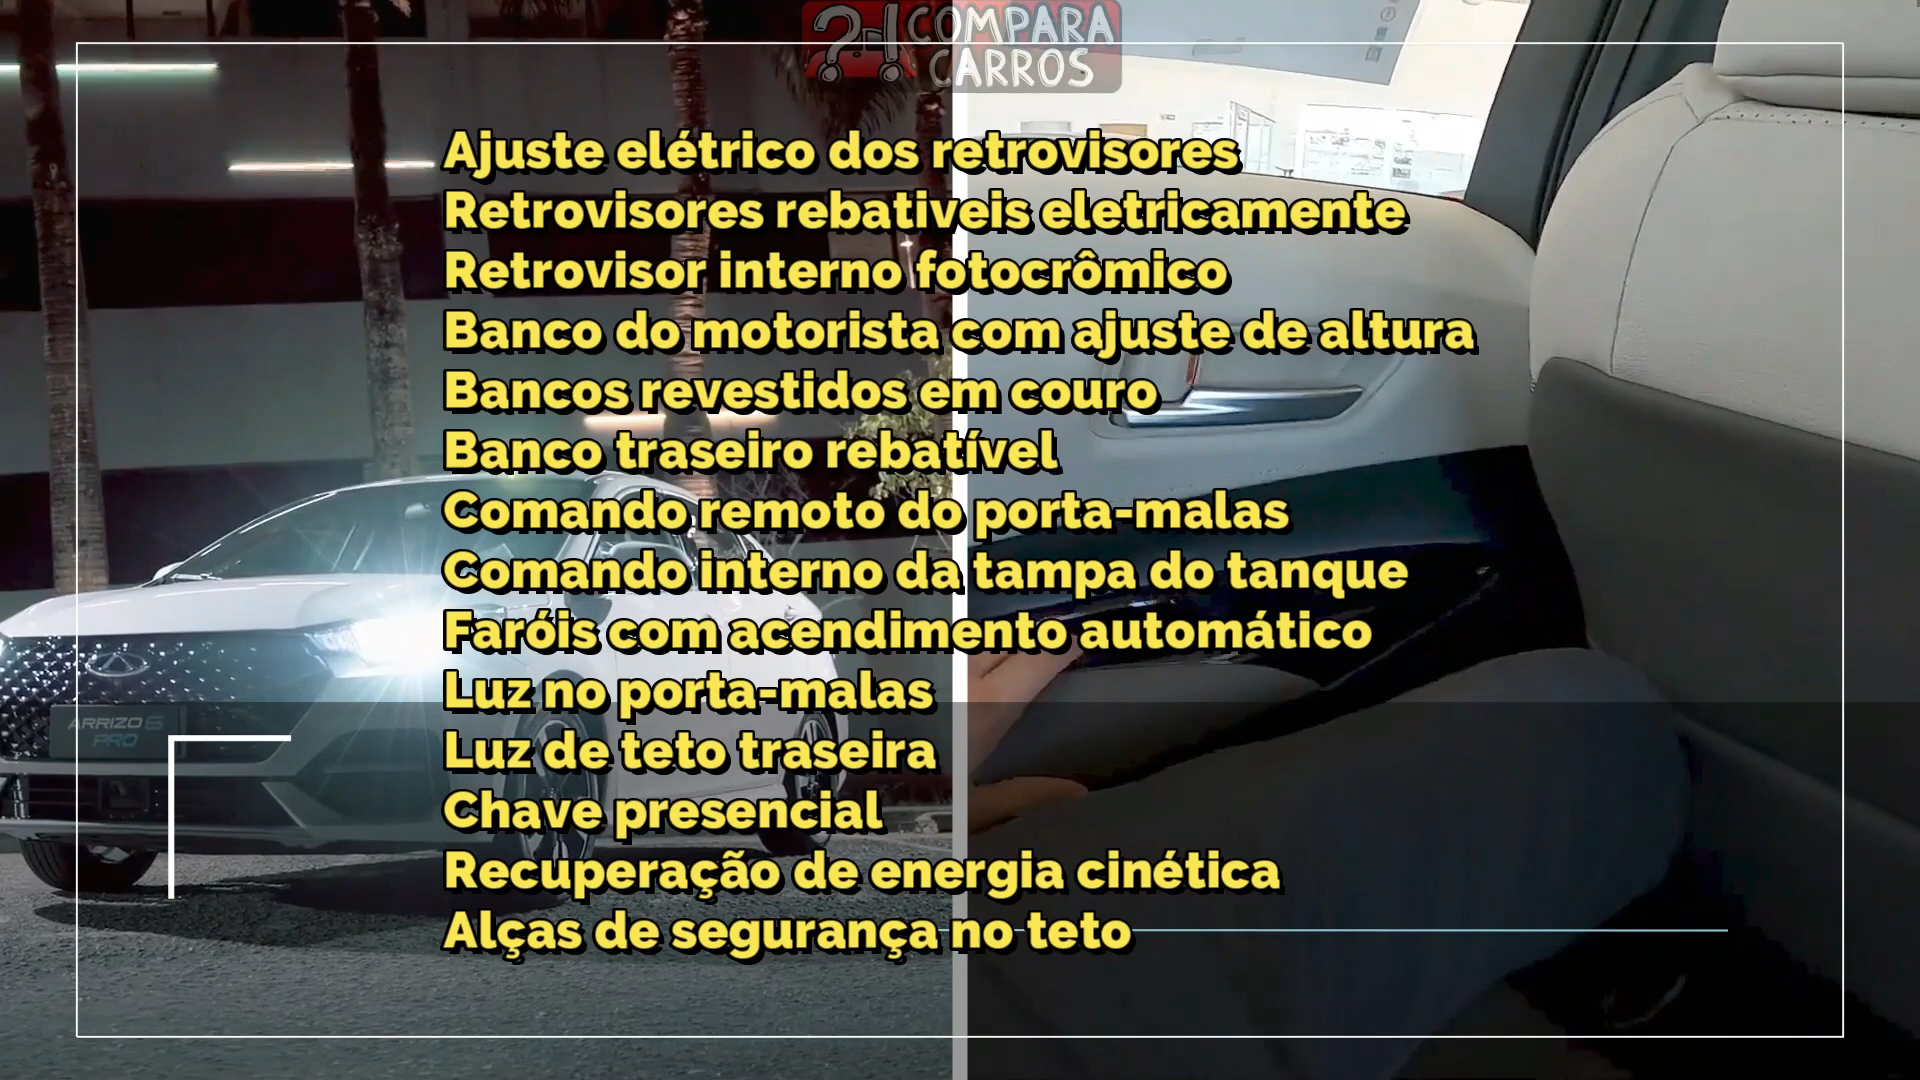 COMPARA
CARROS
Ajuste elétrico dos retrovisores
Retrovisores rebativeis eletricamente
Retrovisor interno fotocrômico
Banco do motorista com ajuste de altura
Bancos revestidos em couro
Banco traseiro rebatível
Comando remoto do porta-malas
Comando interno da tampa do tanque
Faróis com acendimento automático
Luz no porta-malas
Luz de teto traseira
Chave presencial
Recuperação de energia cinética
Alças de segurança no teto
ARRIZO 6
PRO